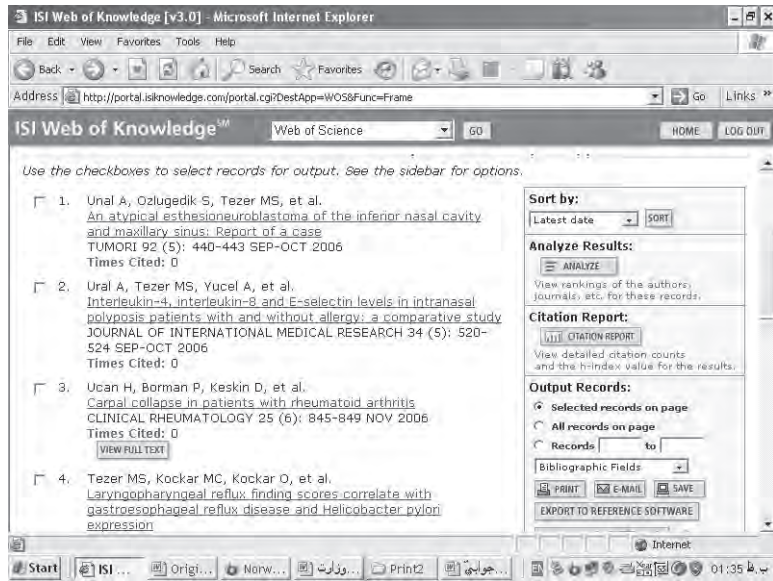 ISI Web of Knowledge [v3.0] - Microsoft Internet Explorer
File Edit View Favorites Tools Help
Back Search Favorites
Address http://portal.isiknowledge.com/portal.cgi?DestApp=WOS&Func=Frame Go Links »
ISI Web of Knowledge SM Web of Science GO HOME LOG OUT
Use the checkboxes to select records for output. See the sidebar for options.
1. Unal A, Ozlugedik S, Tezer MS, et al.
An atypical esthesioneuroblastoma of the inferior nasal cavity
and maxillary sinus: Report of a case
TUMORI 92 (5): 440-443 SEP-OCT 2006
Times Cited: 0
2. Ural A, Tezer MS, Yucel A, et al.
Interleukin-4, interleukin-8 and E-selectin levels in intranasal
polyposis patients with and without allergy: a comparative study
JOURNAL OF INTERNATIONAL MEDICAL RESEARCH 34 (5): 520-
524 SEP-OCT 2006
Times Cited: 0
3. Ucan H, Borman P, Keskin D, et al.
Carpal collapse in patients with rheumatoid arthritis
CLINICAL RHEUMATOLOGY 25 (6): 845-849 NOV 2006
Times Cited: 0
VIEW FULL TEXT
4. Tezer MS, Kockar MC, Kockar O, et al.
Laryngopharyngeal reflux finding scores correlate with
gastroesophageal reflux disease and Helicobacter pylori
expression
Sort by:
Latest date SORT
Analyze Results:
ANALYZE
View rankings of the authors,
journals, etc. for these records.
Citation Report:
CITATION REPORT
View detailed citation counts
and the h-index value for the results.
Output Records:
Selected records on page
All records on page
Records to
Bibliographic Fields
PRINT E-MAIL SAVE
EXPORT TO REFERENCE SOFTWARE
Internet
Start ISI ... Origi... Norw... وزارت... Print2 جوابي... 01:35 ب.ظ